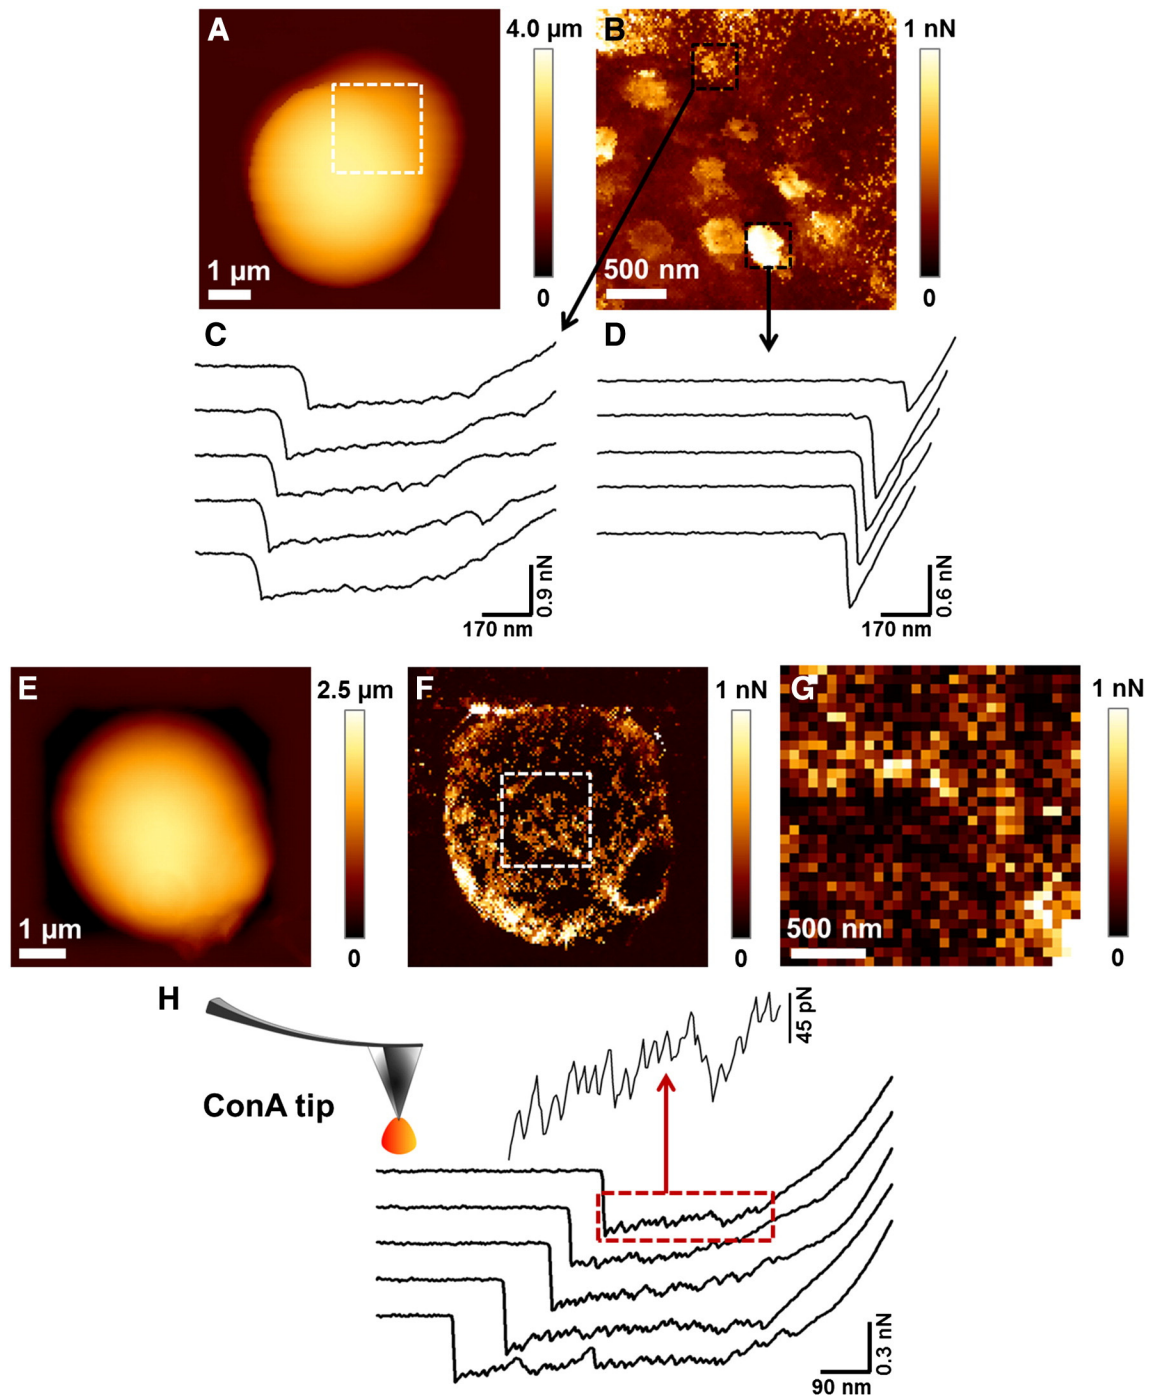 A
4.0 μm
1 μm
0
B
1 nN
500 nm
0
C
0.9 nN
170 nm
D
0.6 nN
170 nm
E
2.5 μm
1 μm
0
F
1 nN
0
G
1 nN
500 nm
0
H
ConA tip
45 pN
0.3 nN
90 nm